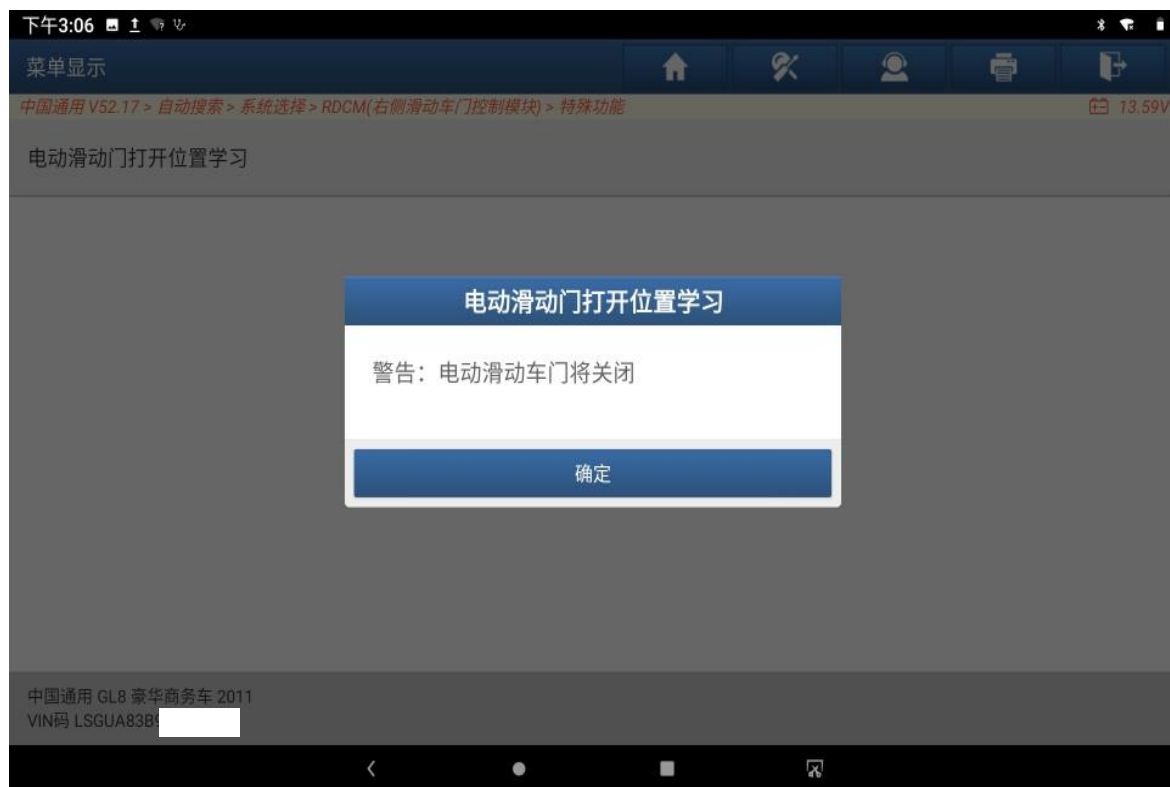 下午3:06
菜单显示
中国通用 V52.17 > 自动搜索 > 系统选择 > RDCM(右侧滑动车门控制模块) > 特殊功能
13.59V
电动滑动门打开位置学习
电动滑动门打开位置学习
警告：电动滑动车门将关闭
确定
中国通用 GL8 豪华商务车 2011
VIN码 LSGUA83B